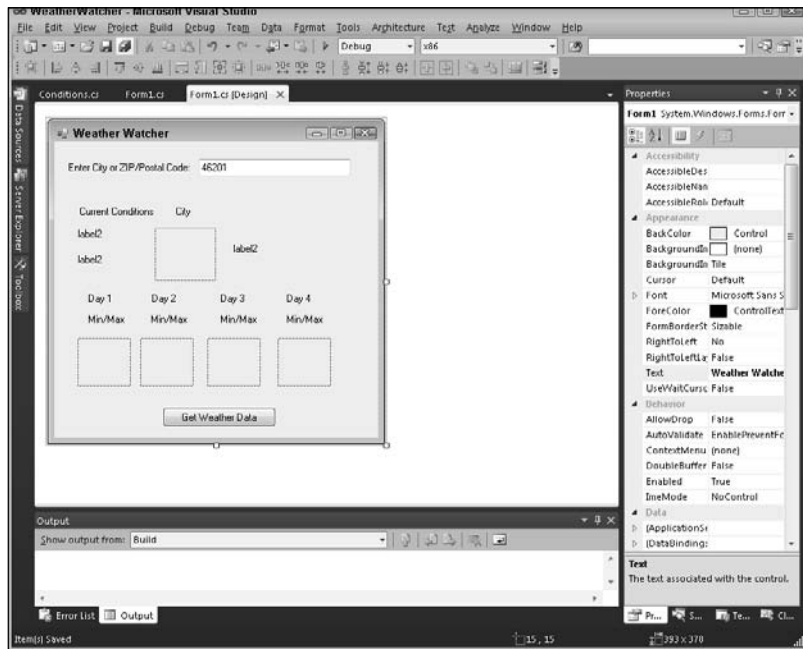 WeatherWatcher - Microsoft Visual Studio
File Edit View Project Build Debug Team Data Format Tools Architecture Test Analyze Window Help
Debug x86
Conditions.cs Form1.cs Form1.cs [Design]
Data Sources
Server Explorer
Toolbox
Weather Watcher
Enter City or ZIP/Postal Code: 46201
Current Conditions City
label2
label2
label2
Day 1 Day 2 Day 3 Day 4
Min/Max Min/Max Min/Max Min/Max
Get Weather Data
Properties
Form1 System.Windows.Forms.Forr
Accessibility
AccessibleDes
AccessibleNan
AccessibleRole Default
Appearance
BackColor Control
BackgroundIn (none)
BackgroundIn Tile
Cursor Default
Font Microsoft Sans S
ForeColor ControlText
FormBorderSt Sizable
RightToLeft No
RightToLeftLa False
Text Weather Watche
UseWaitCursc False
Behavior
AllowDrop False
AutoValidate EnablePreventFc
ContextMenu (none)
DoubleBuffer False
Enabled True
ImeMode NoControl
Data
(ApplicationSe
(DataBindings
Text
The text associated with the control.
Pr... S... Te... Cl...
Output
Show output from: Build
Error List Output
Item(s) Saved 15, 15 393 x 370